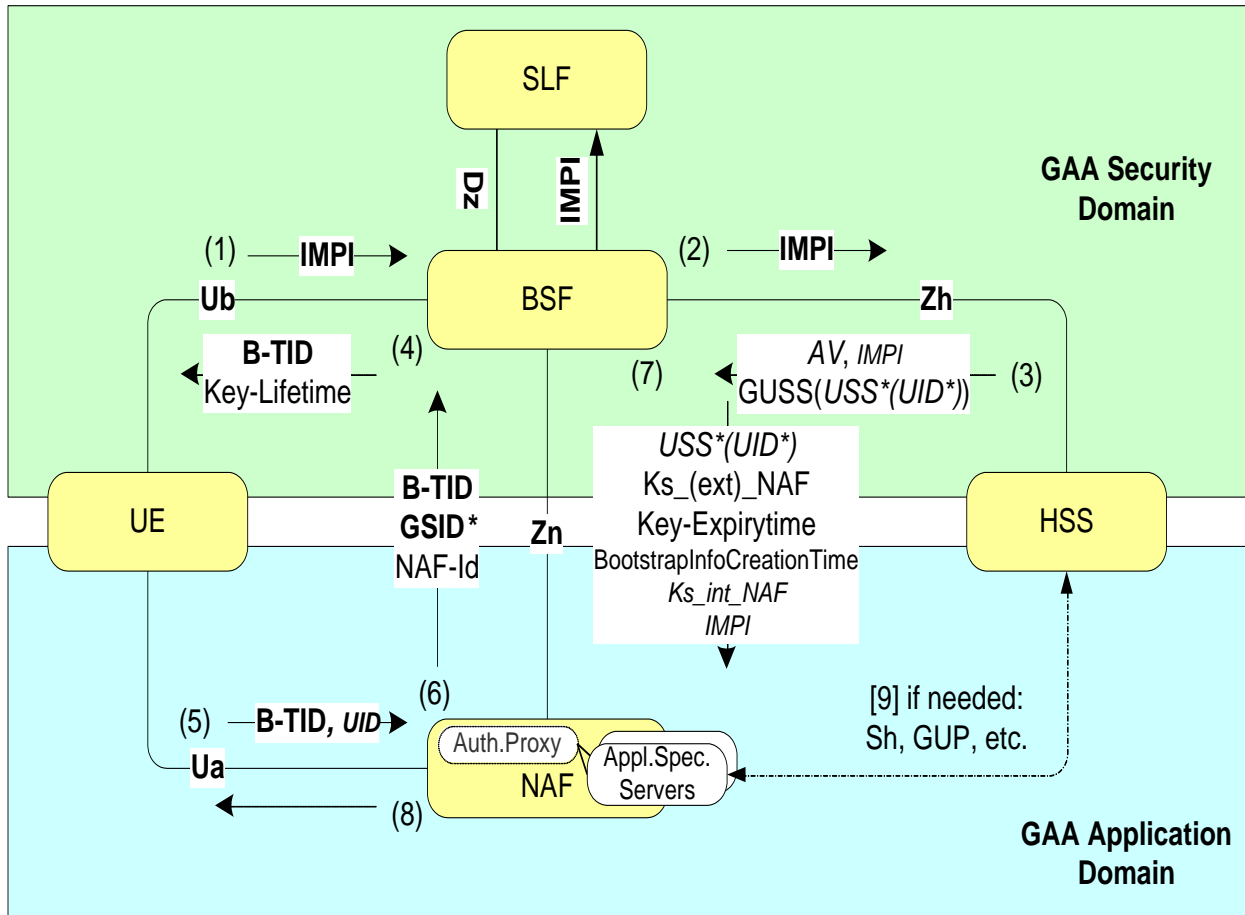 SLF
GAA Security
Domain
Dz
IMPI
(1)
IMPI
(2)
IMPI
Ub
BSF
Zh
B-TID
Key-Lifetime
(4)
(7)
AV, IMPI
GUSS(USS*(UID*))
(3)
USS*(UID*)
Ks_(ext)_NAF
Key-Expirytime
BootstrapInfoCreationTime
Ks_int_NAF
IMPI
B-TID
GSID*
NAF-Id
Zn
UE
HSS
(6)
(5)
B-TID, UID
[9] if needed:
Sh, GUP, etc.
Auth.Proxy
NAF
Appl.Spec.
Servers
Ua
(8)
GAA Application
Domain